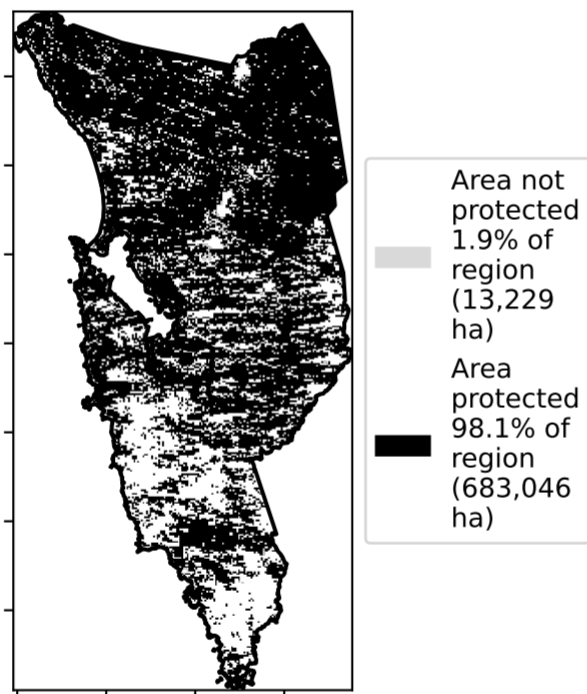 Area not
protected
1.9% of
region
(13,229
ha)
Area
protected
98.1% of
region
(683,046
ha)